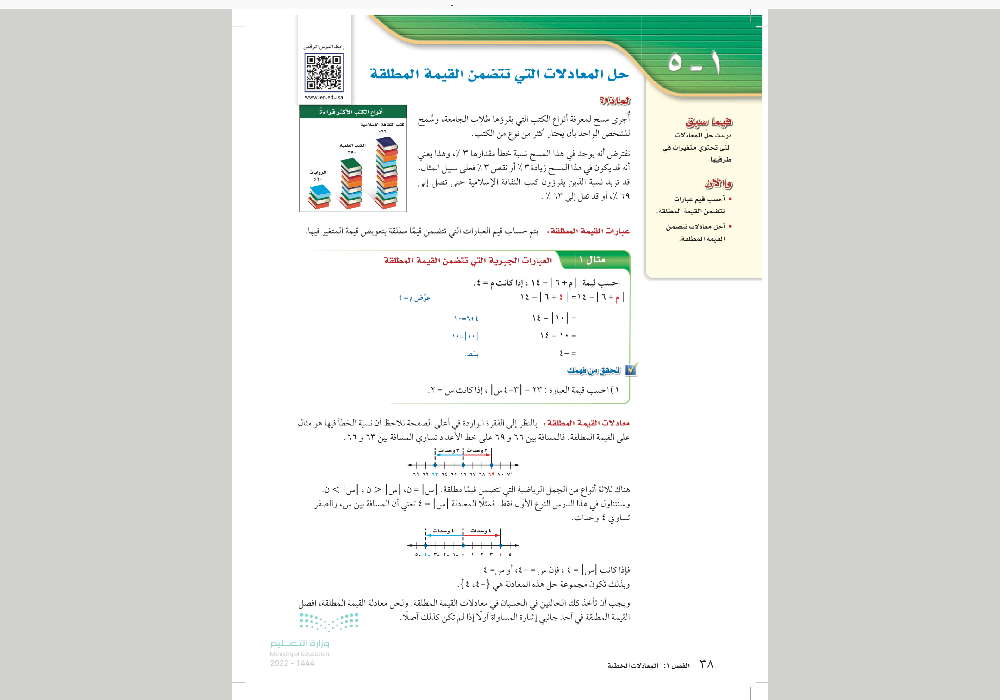 ١ - ٥
حل المعادلات التي تتضمن القيمة المطلقة
رابط الدرس الرقمي
www.ien.edu.sa
فيما سبق
درست حلَّ المعادلات
التي تحتوي متغيرات في
طرفيها.
والآن
▪ أحسب قيم عبارات
تتضمن القيمة المطلقة.
▪ أحل معادلات تتضمن
القيمة المطلقة.
لماذا؟
أُجري مسح لمعرفة أنواع الكتب التي يقرؤها طلاب الجامعة، وسُمح
للشخص الواحد بأن يختار أكثر من نوع من الكتب.
نفترض أنه يوجد في هذا المسح نسبة خطأ مقدارها ٣ ٪، وهذا يعني
أنه قد يكون في هذا المسح زيادة ٣ ٪ أو نقص ٣ ٪ فعلى سبيل المثال،
قد تزيد نسبة الذين يقرؤون كتب الثقافة الإسلامية حتى تصل إلى
٦٩ ٪، أو قد تقل إلى ٦٣ ٪ .
أنواع الكتب الأكثر قراءةً
كتب الثقافة الإسلامية
٦٦٪
الكتب العلمية
٥٠٪
الروايات
٢٠٪
عبارات القيمة المطلقة : يتم حساب قيم العبارات التي تتضمن قيمًا مطلقة بتعويض قيمة المتغير فيها.
مثال ١ العبارات الجبرية التي تتضمن القيمة المطلقة
احسب قيمة: | م + ٦ | – ١٤ ، إذا كانت م = ٤ .
| م + ٦ | – ١٤ = | ٤ + ٦ | – ١٤ عوِّض م = ٤
= |١٠| – ١٤ ٤+٦=١٠
= ١٠ – ١٤ |١٠|=١٠
= –٤ بسّط.
تحقق من فهمك
١) احسب قيمة العبارة : ٢٣ – |٣–٤س| ، إذا كانت س = ٢.
معادلات القيمة المطلقة : بالنظر إلى الفقرة الواردة في أعلى الصفحة نلاحظ أن نسبة الخطأ فيها هو مثال
على القيمة المطلقة. فالمسافة بين ٦٦ و ٦٩ على خط الأعداد تساوي المسافة بين ٦٣ و ٦٦.
٣ وحدات ٣ وحدات
٦١ ٦٢ ٦٣ ٦٤ ٦٥ ٦٦ ٦٧ ٦٨ ٦٩ ٧٠ ٧١
هناك ثلاثة أنواع من الجمل الرياضية التي تتضمن قيمًا مطلقة: |س| = ن، |س| < ن ، |س| > ن.
وسنتناول في هذا الدرس النوع الأول فقط. فمثلًا المعادلة |س| = ٤ تعني أن المسافة بين س، والصفر
تساوي ٤ وحدات.
٤ وحدات ٤ وحدات
-٥ -٤ -٣ -٢ -١ ٠ ١ ٢ ٣ ٤ ٥
فإذا كانت |س| = ٤ ، فإن س = –٤، أو س= ٤ .
وبذلك تكون مجموعة حل هذه المعادلة هي {–٤، ٤}.
ويجب أن تأخذ كلتا الحالتين في الحسبان في معادلات القيمة المطلقة. ولحل معادلة القيمة المطلقة، افصل
القيمة المطلقة في أحد جانبي إشارة المساواة أولًا إذا لم تكن كذلك أصلًا.
وزارة التعـــليم
Ministry of Education
2022 - 1444
٣٨ الفصل ١: المعادلات الخطية